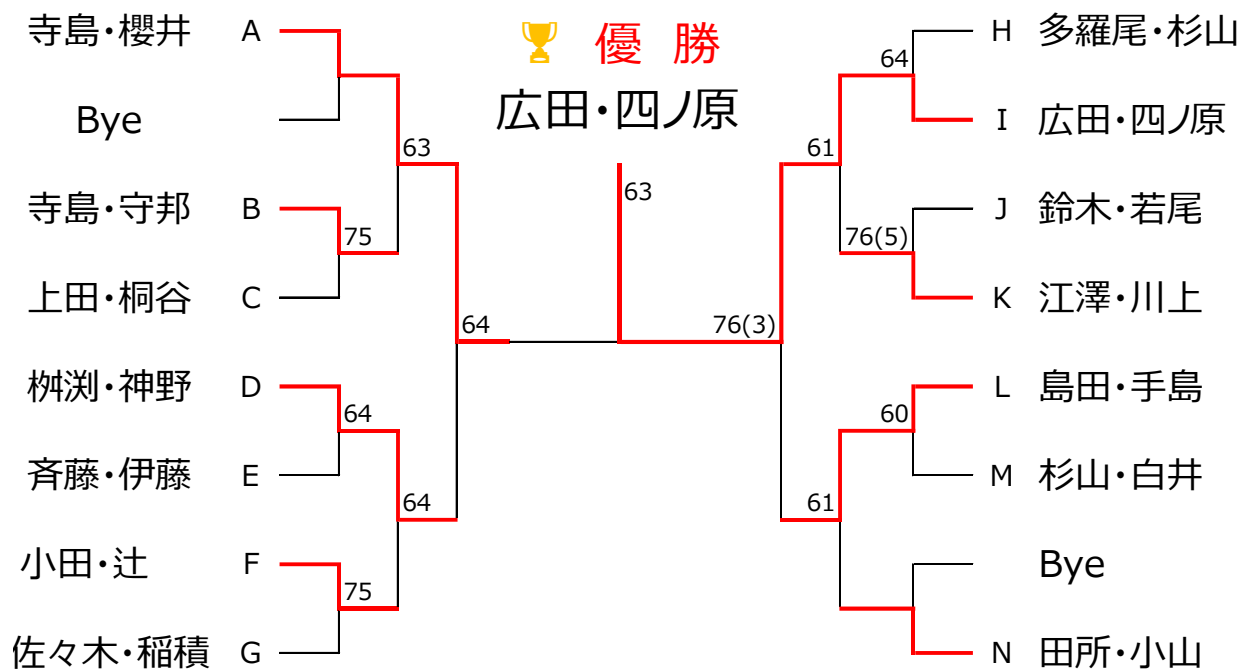 寺島・櫻井 A
Bye
63
寺島・守邦 B
75
上田・桐谷 C
64
桝渕・神野 D
64
斉藤・伊藤 E
64
小田・辻 F
75
佐々木・稲積 G
優 勝
広田・四ノ原
63
76(3)
H 多羅尾・杉山
64
I 広田・四ノ原
61
J 鈴木・若尾
76(5)
K 江澤・川上
L 島田・手島
60
M 杉山・白井
61
Bye
N 田所・小山